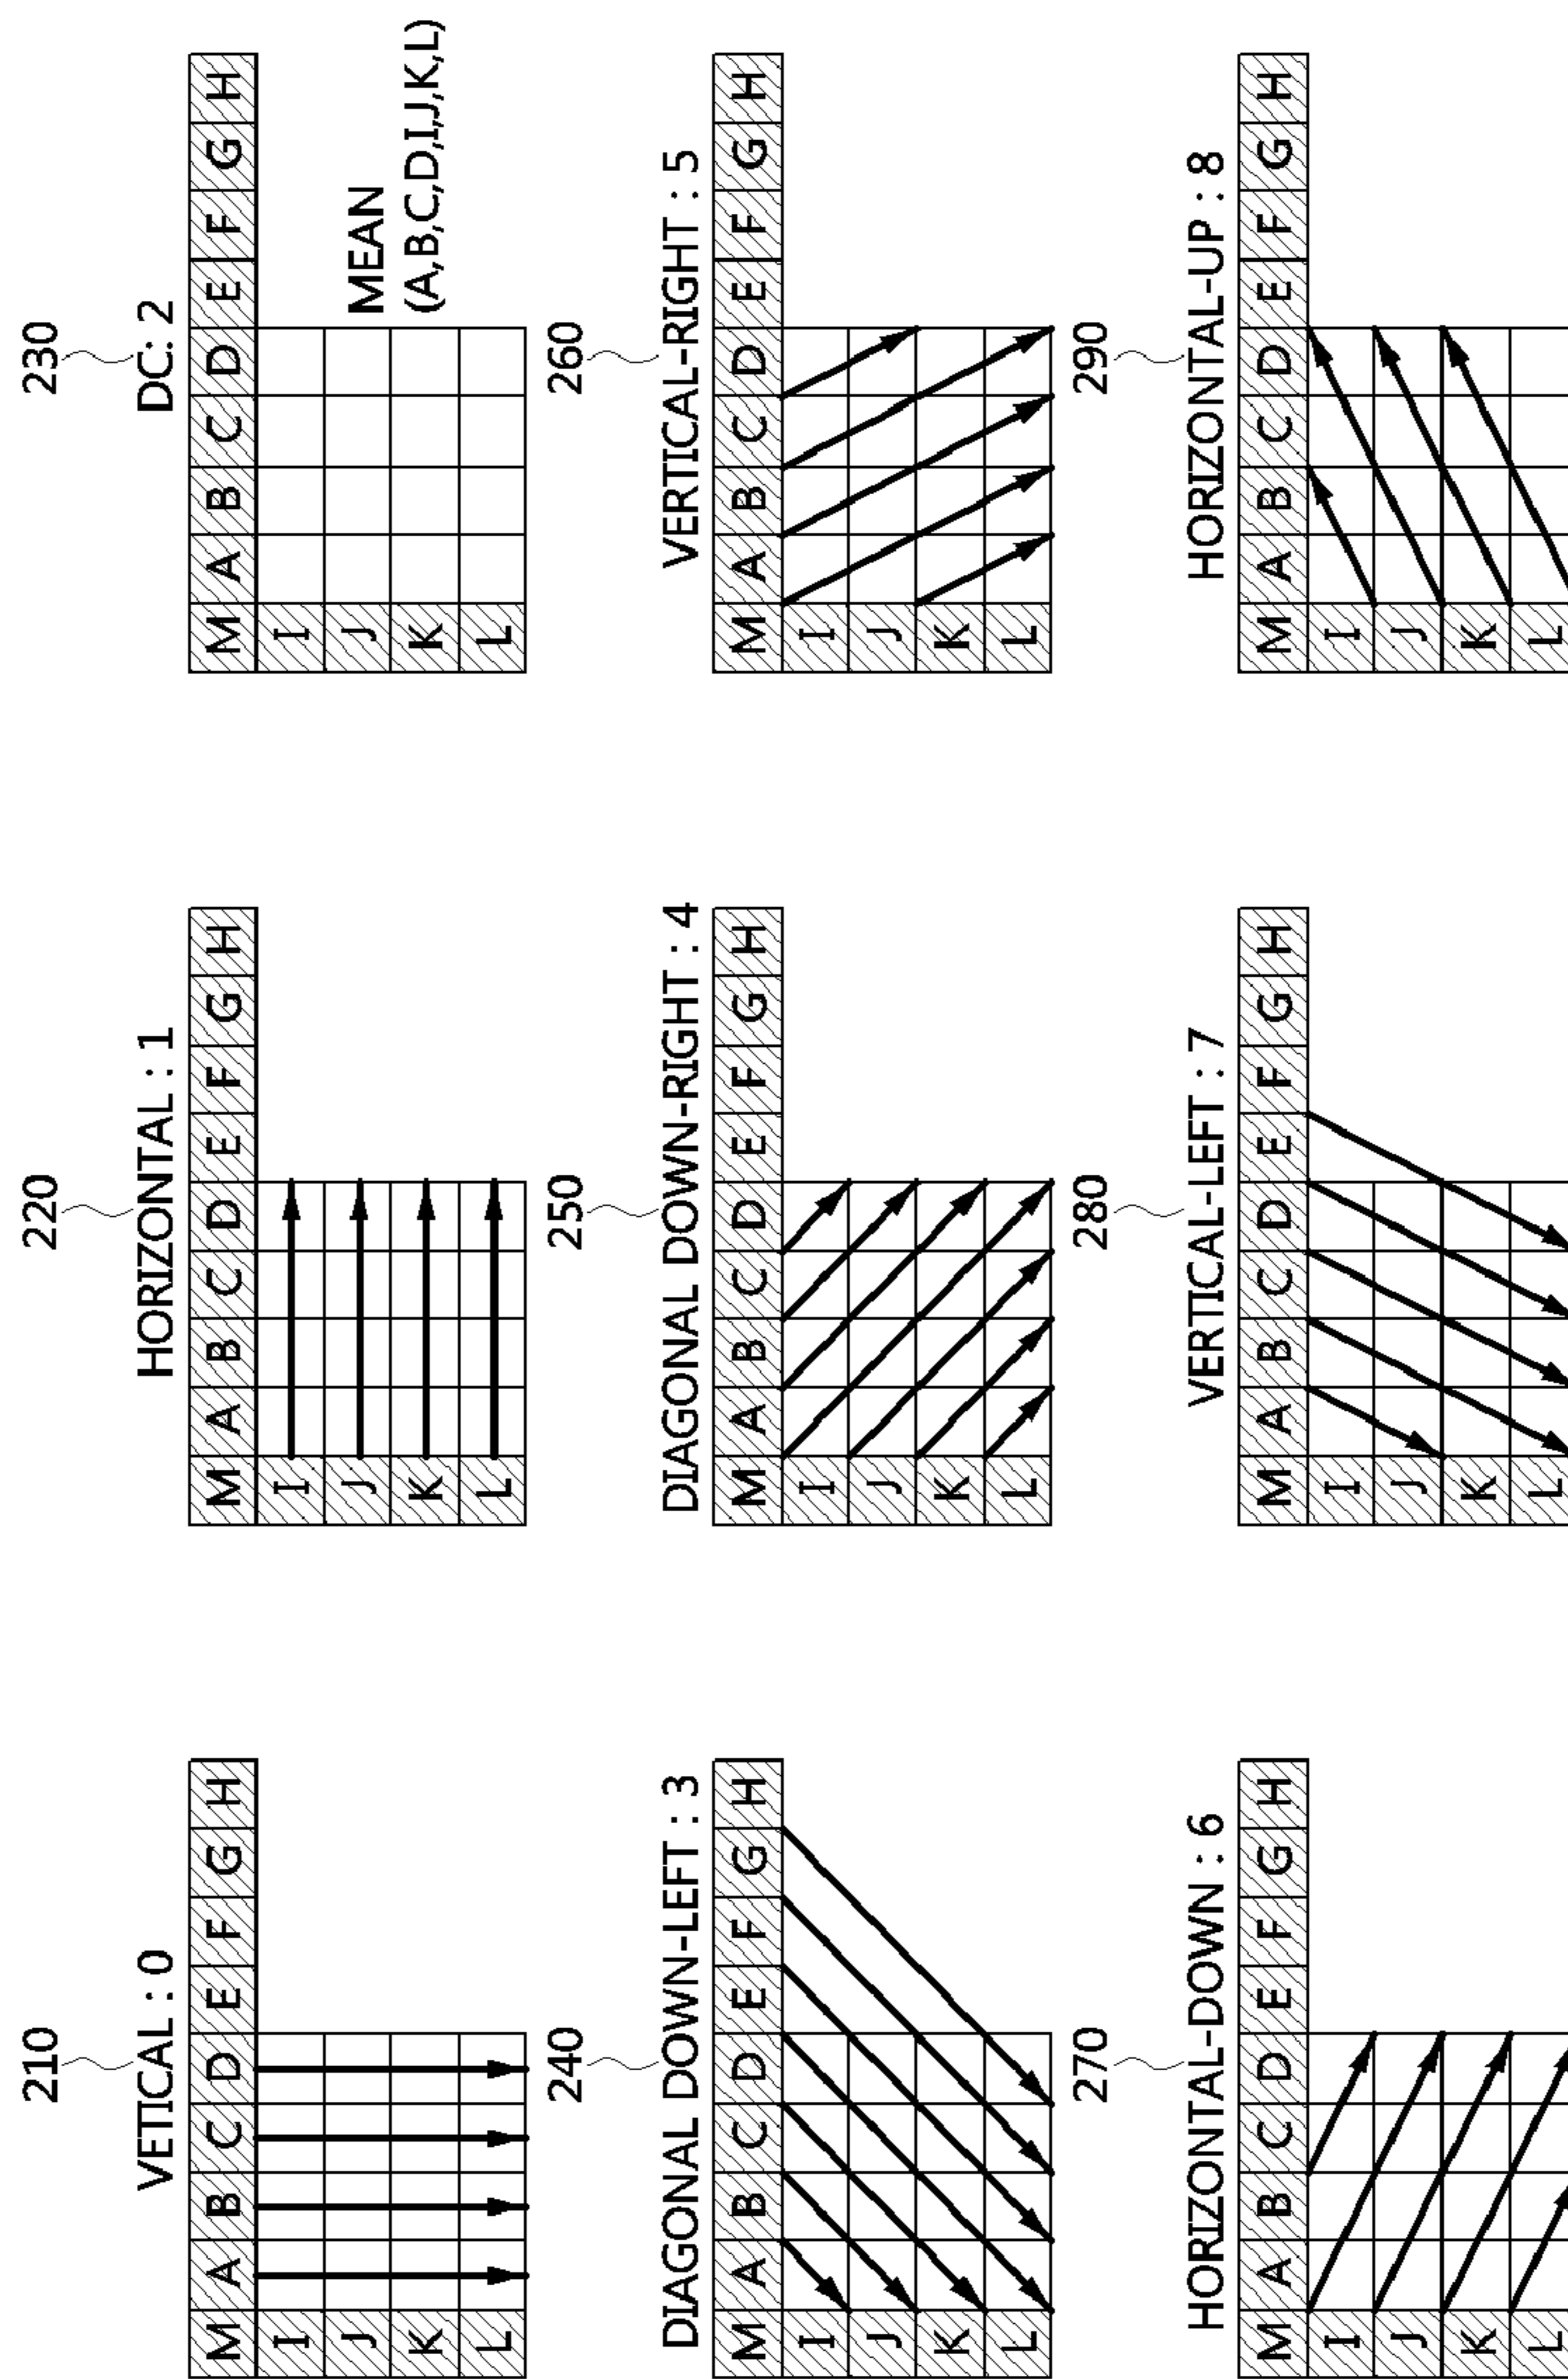 210
VETICAL : 0
M A B C D E F G H
I
J
K
L
220
HORIZONTAL : 1
M A B C D E F G H
I
J
K
L
230
DC: 2
M A B C D E F G H
I
J
K
L
MEAN
(A,B,C,D,I,J,K,L)
240
DIAGONAL DOWN-LEFT : 3
M A B C D E F G H
I
J
K
L
250
DIAGONAL DOWN-RIGHT : 4
M A B C D E F G H
I
J
K
L
260
VERTICAL-RIGHT : 5
M A B C D E F G H
I
J
K
L
270
HORIZONTAL-DOWN : 6
M A B C D E F G H
I
J
K
L
280
VERTICAL-LEFT : 7
M A B C D E F G H
I
J
K
L
290
HORIZONTAL-UP : 8
M A B C D E F G H
I
J
K
L